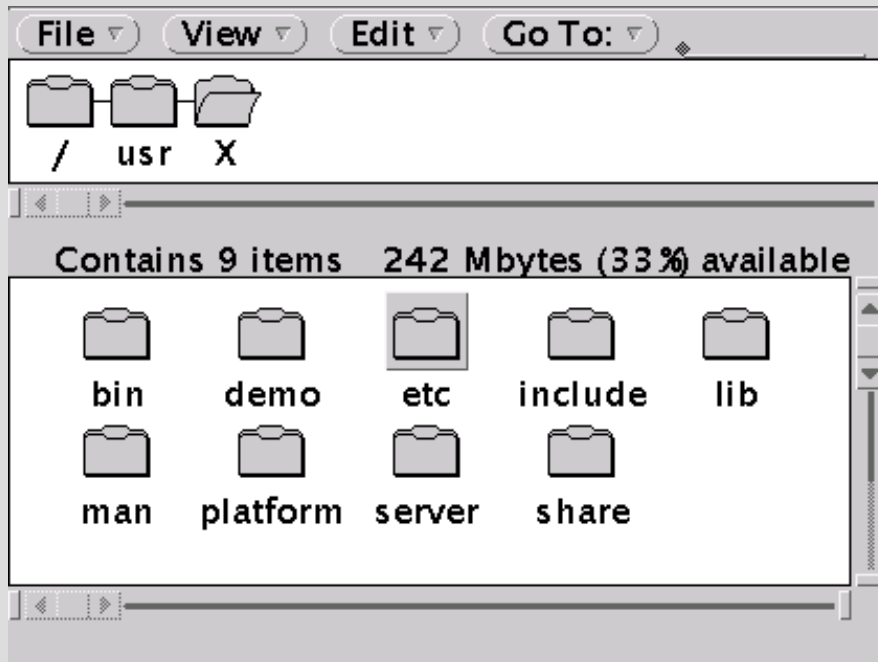 File View Edit Go To:
/ usr X
Contains 9 items 242 Mbytes (33%) available
bin demo etc include lib
man platform server share